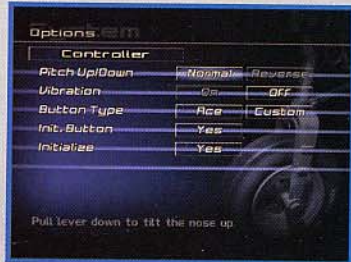 System
Options
Controller
Pitch Up/Down Normal Reverse
Vibration On Off
Button Type Ace Custom
Init. Button Yes
Initialize Yes
Pull lever down to tilt the nose up.